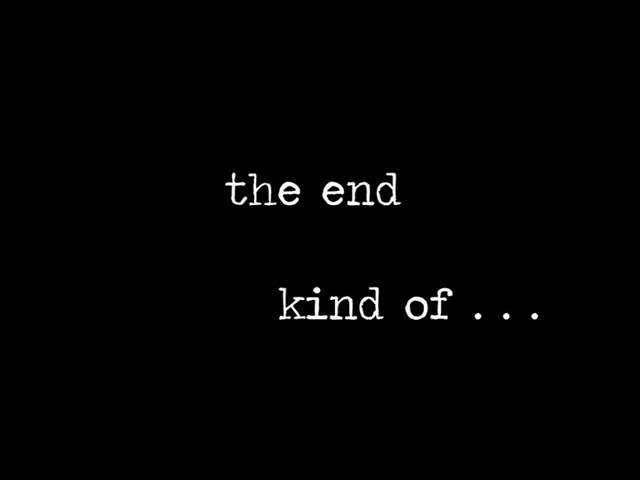 the end
kind of ...